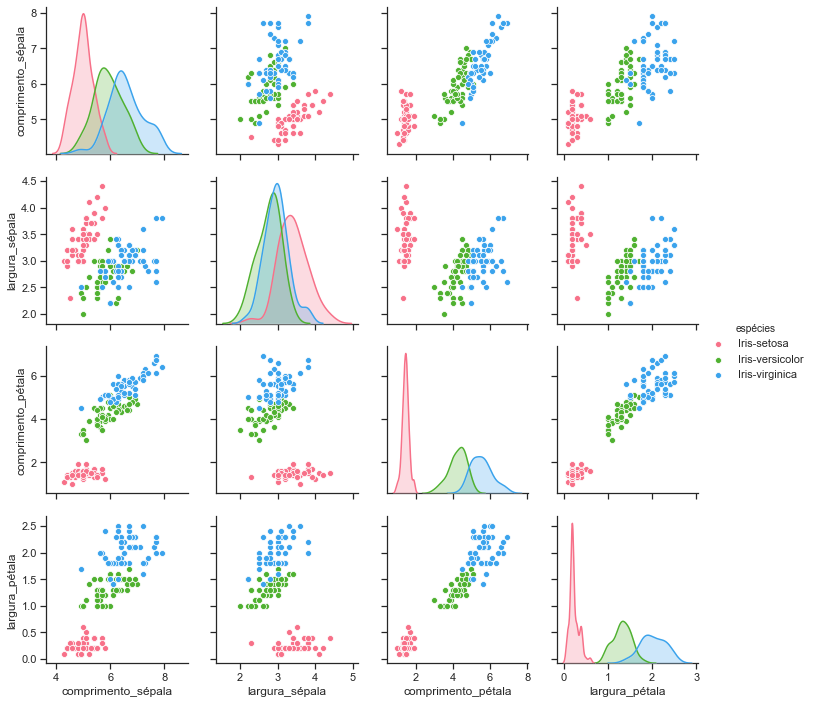 comprimento_sépala
8
7
6
5
largura_sépala
4.5
4.0
3.5
3.0
2.5
2.0
comprimento_pétala
6
4
2
largura_pétala
2.5
2.0
1.5
1.0
0.5
0.0
4 6 8
comprimento_sépala
2 3 4 5
largura_sépala
0 2 4 6 8
comprimento_pétala
0 1 2 3
largura_pétala
espécies
Iris-setosa
Iris-versicolor
Iris-virginica